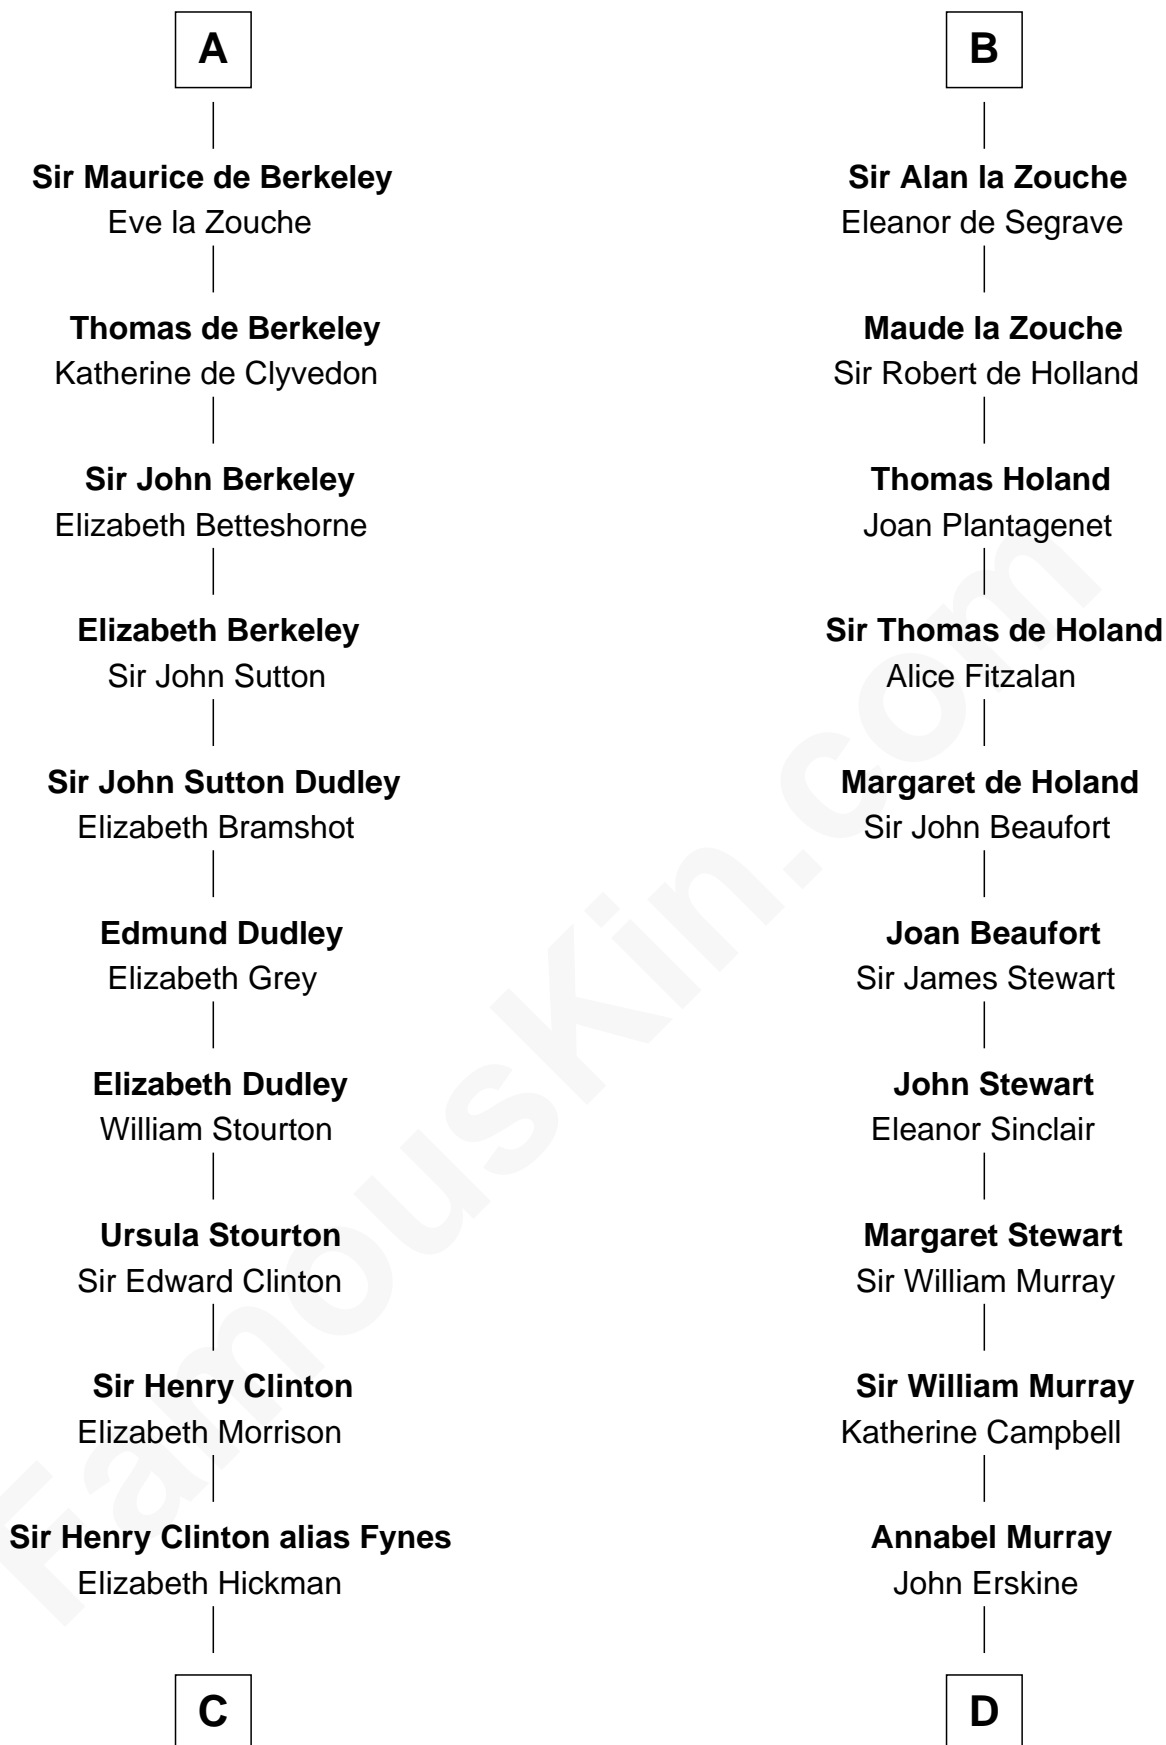 A
Sir Maurice de Berkeley
Eve la Zouche
Thomas de Berkeley
Katherine de Clyvedon
Sir John Berkeley
Elizabeth Betteshorne
Elizabeth Berkeley
Sir John Sutton
Sir John Sutton Dudley
Elizabeth Bramshot
Edmund Dudley
Elizabeth Grey
Elizabeth Dudley
William Stourton
Ursula Stourton
Sir Edward Clinton
Sir Henry Clinton
Elizabeth Morrison
Sir Henry Clinton alias Fynes
Elizabeth Hickman
C
B
Sir Alan la Zouche
Eleanor de Segrave
Maude la Zouche
Sir Robert de Holland
Thomas Holand
Joan Plantagenet
Sir Thomas de Holand
Alice Fitzalan
Margaret de Holand
Sir John Beaufort
Joan Beaufort
Sir James Stewart
John Stewart
Eleanor Sinclair
Margaret Stewart
Sir William Murray
Sir William Murray
Katherine Campbell
Annabel Murray
John Erskine
D
FamousKin.com